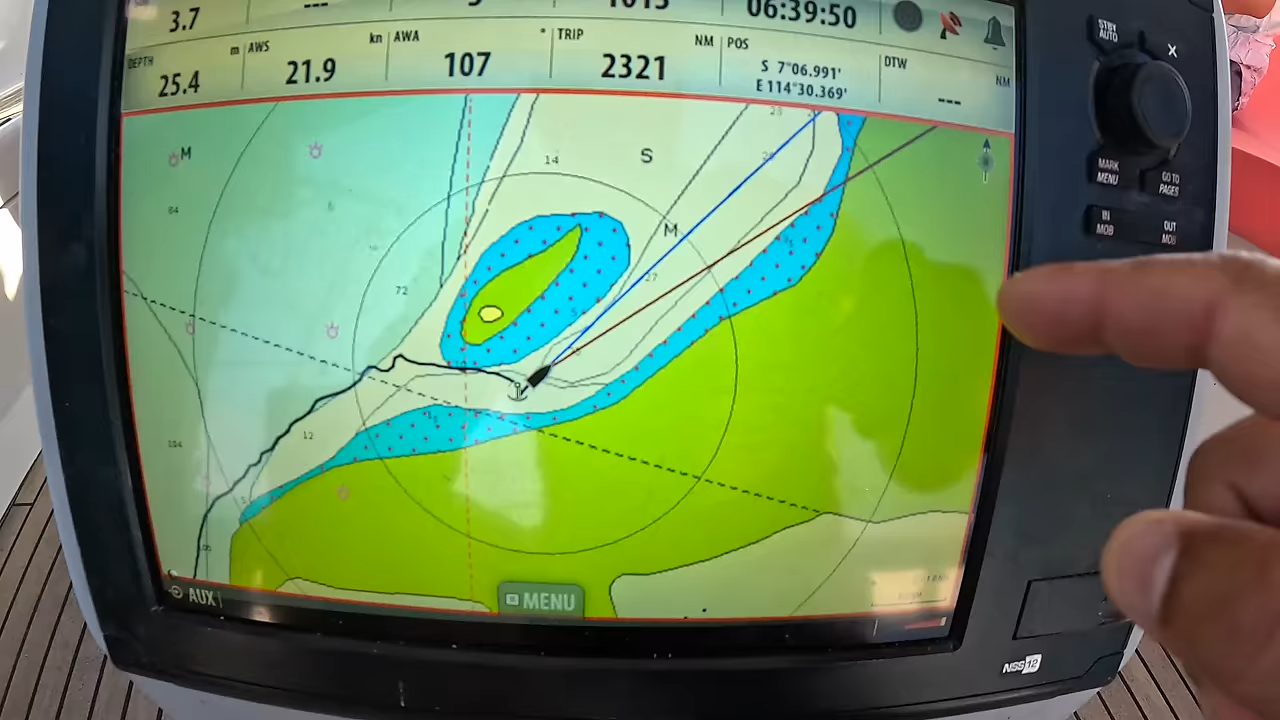 3.7
---
1013
06:39:50
DEPTH m
25.4
AWS kn
21.9
AWA °
107
TRIP NM
2321
POS
S 7°06.991'
E 114°30.369'
DTW NM
---
STBY
AUTO
X
MARK
MENU
GO TO
PAGES
IN
MOB
OUT
MOB
M
S
14
M
84
72
27
12
AUX
MENU
NSS12